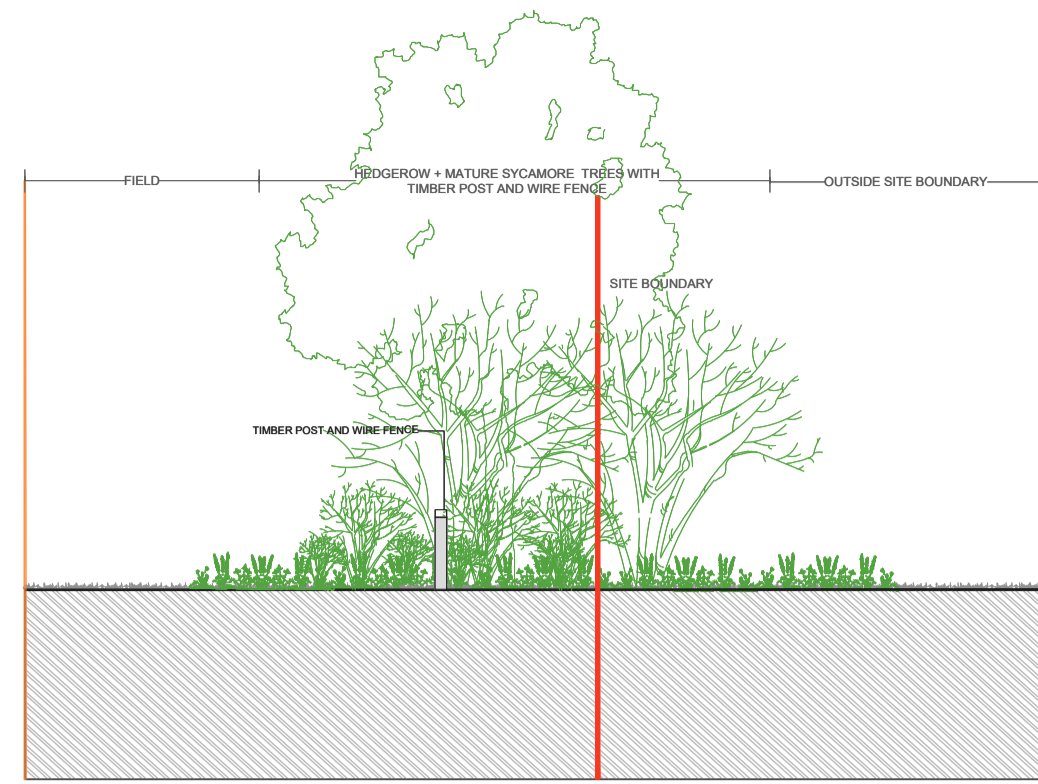 FIELD
HEDGEROW + MATURE SYCAMORE TREES WITH
TIMBER POST AND WIRE FENCE
OUTSIDE SITE BOUNDARY
SITE BOUNDARY
TIMBER POST AND WIRE FENCE